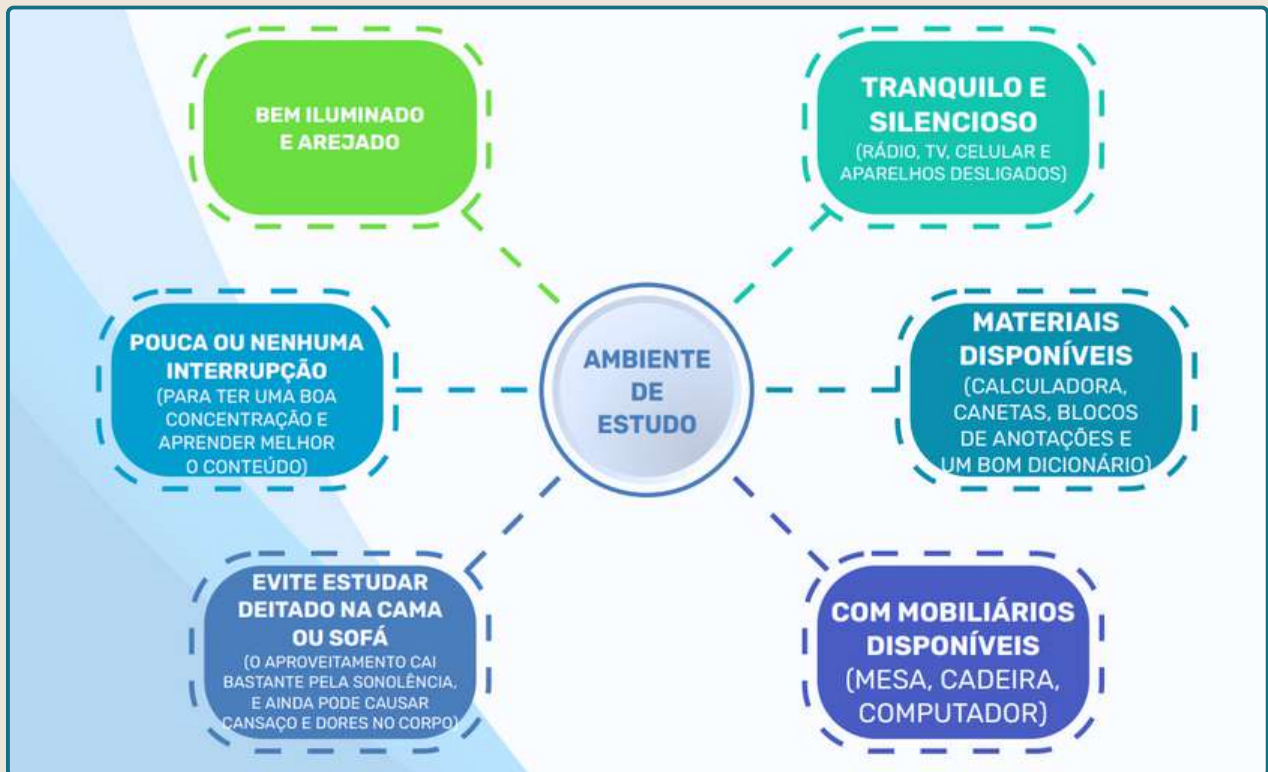 BEM ILUMINADO
E AREJADO
TRANQUILO E
SILENCIOSO
(RÁDIO, TV, CELULAR E
APARELHOS DESLIGADOS)
POUCA OU NENHUMA
INTERRUPÇÃO
(PARA TER UMA BOA
CONCENTRAÇÃO E
APRENDER MELHOR
O CONTEÚDO)
AMBIENTE
DE
ESTUDO
MATERIAIS
DISPONÍVEIS
(CALCULADORA,
CANETAS, BLOCOS
DE ANOTAÇÕES E
UM BOM DICIONÁRIO)
EVITE ESTUDAR
DEITADO NA CAMA
OU SOFÁ
(O APROVEITAMENTO CAI
BASTANTE PELA SONOLÊNCIA,
E AINDA PODE CAUSAR
CANSAÇO E DORES NO CORPO)
COM MOBILIÁRIOS
DISPONÍVEIS
(MESA, CADEIRA,
COMPUTADOR)